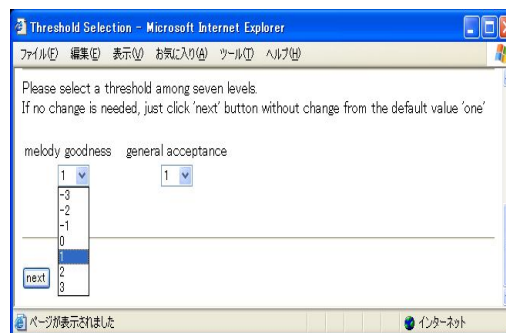 Threshold Selection - Microsoft Internet Explorer
ファイル(F) 編集(E) 表示(V) お気に入り(A) ツール(T) ヘルプ(H)
Please select a threshold among seven levels.
If no change is needed, just click 'next' button without change from the default value 'one'
melody goodness general acceptance
1 1
-3
-2
-1
0
1
2
3
next
ページが表示されました インターネット